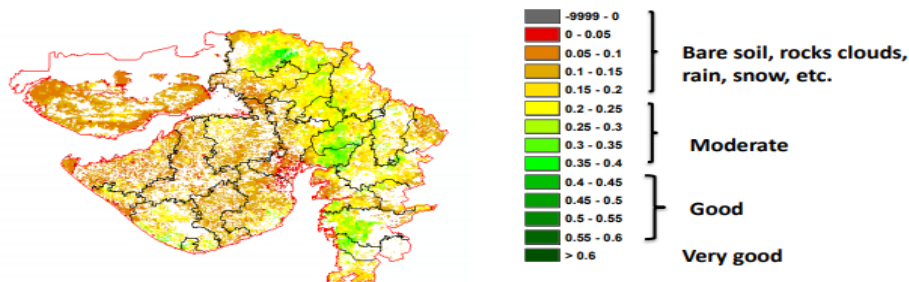 -9999 - 0
0 - 0.05
0.05 - 0.1
0.1 - 0.15
0.15 - 0.2
0.2 - 0.25
0.25 - 0.3
0.3 - 0.35
0.35 - 0.4
0.4 - 0.45
0.45 - 0.5
0.5 - 0.55
0.55 - 0.6
> 0.6
Bare soil, rocks clouds,
rain, snow, etc.
Moderate
Good
Very good